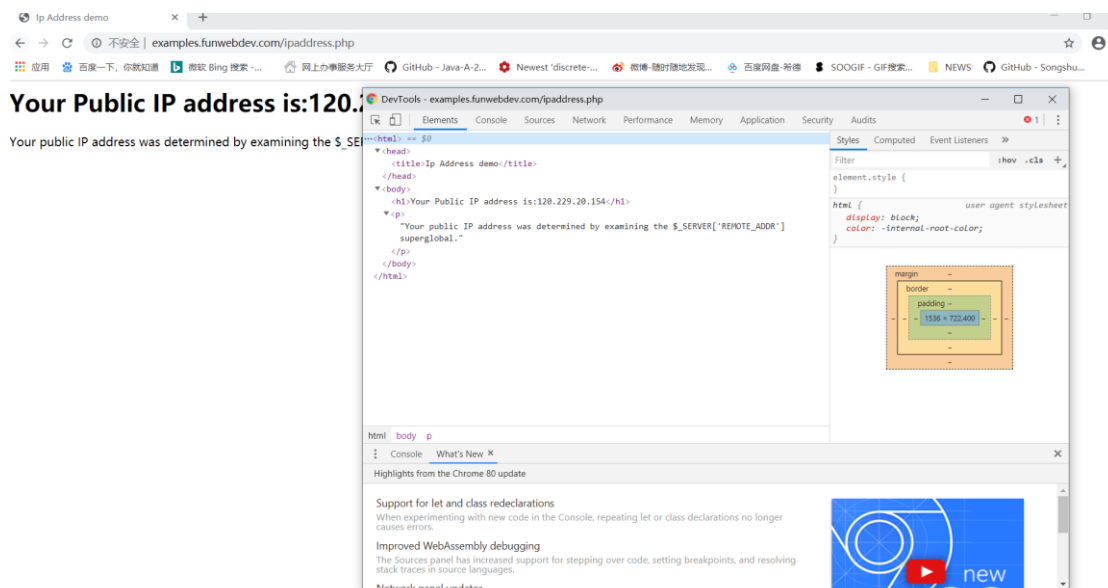 Ip Address demo
不安全 | examples.funwebdev.com/ipaddress.php
应用 百度一下，你就知道 微软 Bing 搜索 -... 网上办事服务大厅 GitHub - Java-A-2... Newest 'discrete-... 微博-随时随地发现... 百度网盘-希德 SOOGIF - GIF搜索... NEWS GitHub - Songshu...
Your Public IP address is:120.2
Your public IP address was determined by examining the $_SE
DevTools - examples.funwebdev.com/ipaddress.php
Elements Console Sources Network Performance Memory Application Security Audits 1
<html> == $0
<head>
<title>Ip Address demo</title>
</head>
<body>
<h1>Your Public IP address is:120.229.20.154</h1>
<p>
"Your public IP address was determined by examining the $_SERVER['REMOTE_ADDR']
superglobal."
</p>
</body>
</html>
html body p
Styles Computed Event Listeners
Filter :hov .cls +
element.style {
}
html { user agent stylesheet
display: block;
color: -internal-root-color;
}
margin -
border -
padding -
- - - 1536 × 722.400 - - -
-
-
-
Console What's New
Highlights from the Chrome 80 update
Support for let and class redeclarations
When experimenting with new code in the Console, repeating let or class declarations no longer
causes errors.
Improved WebAssembly debugging
The Sources panel has increased support for stepping over code, setting breakpoints, and resolving
stack traces in source languages.
Network panel updates
new